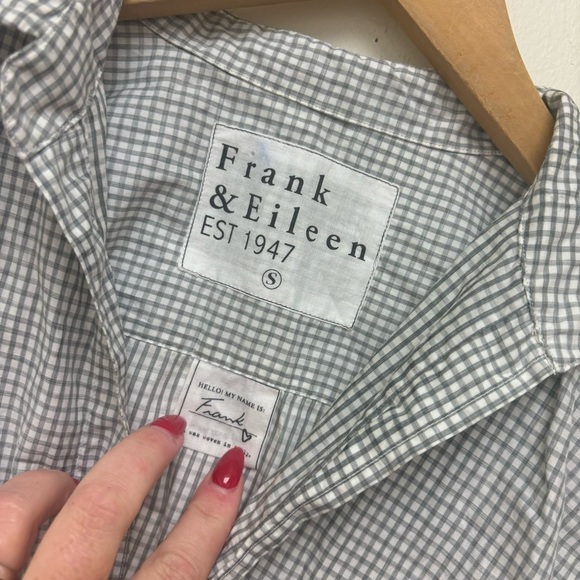 Frank
& Eileen
EST 1947
S
HELLO! MY NAME IS:
Frank